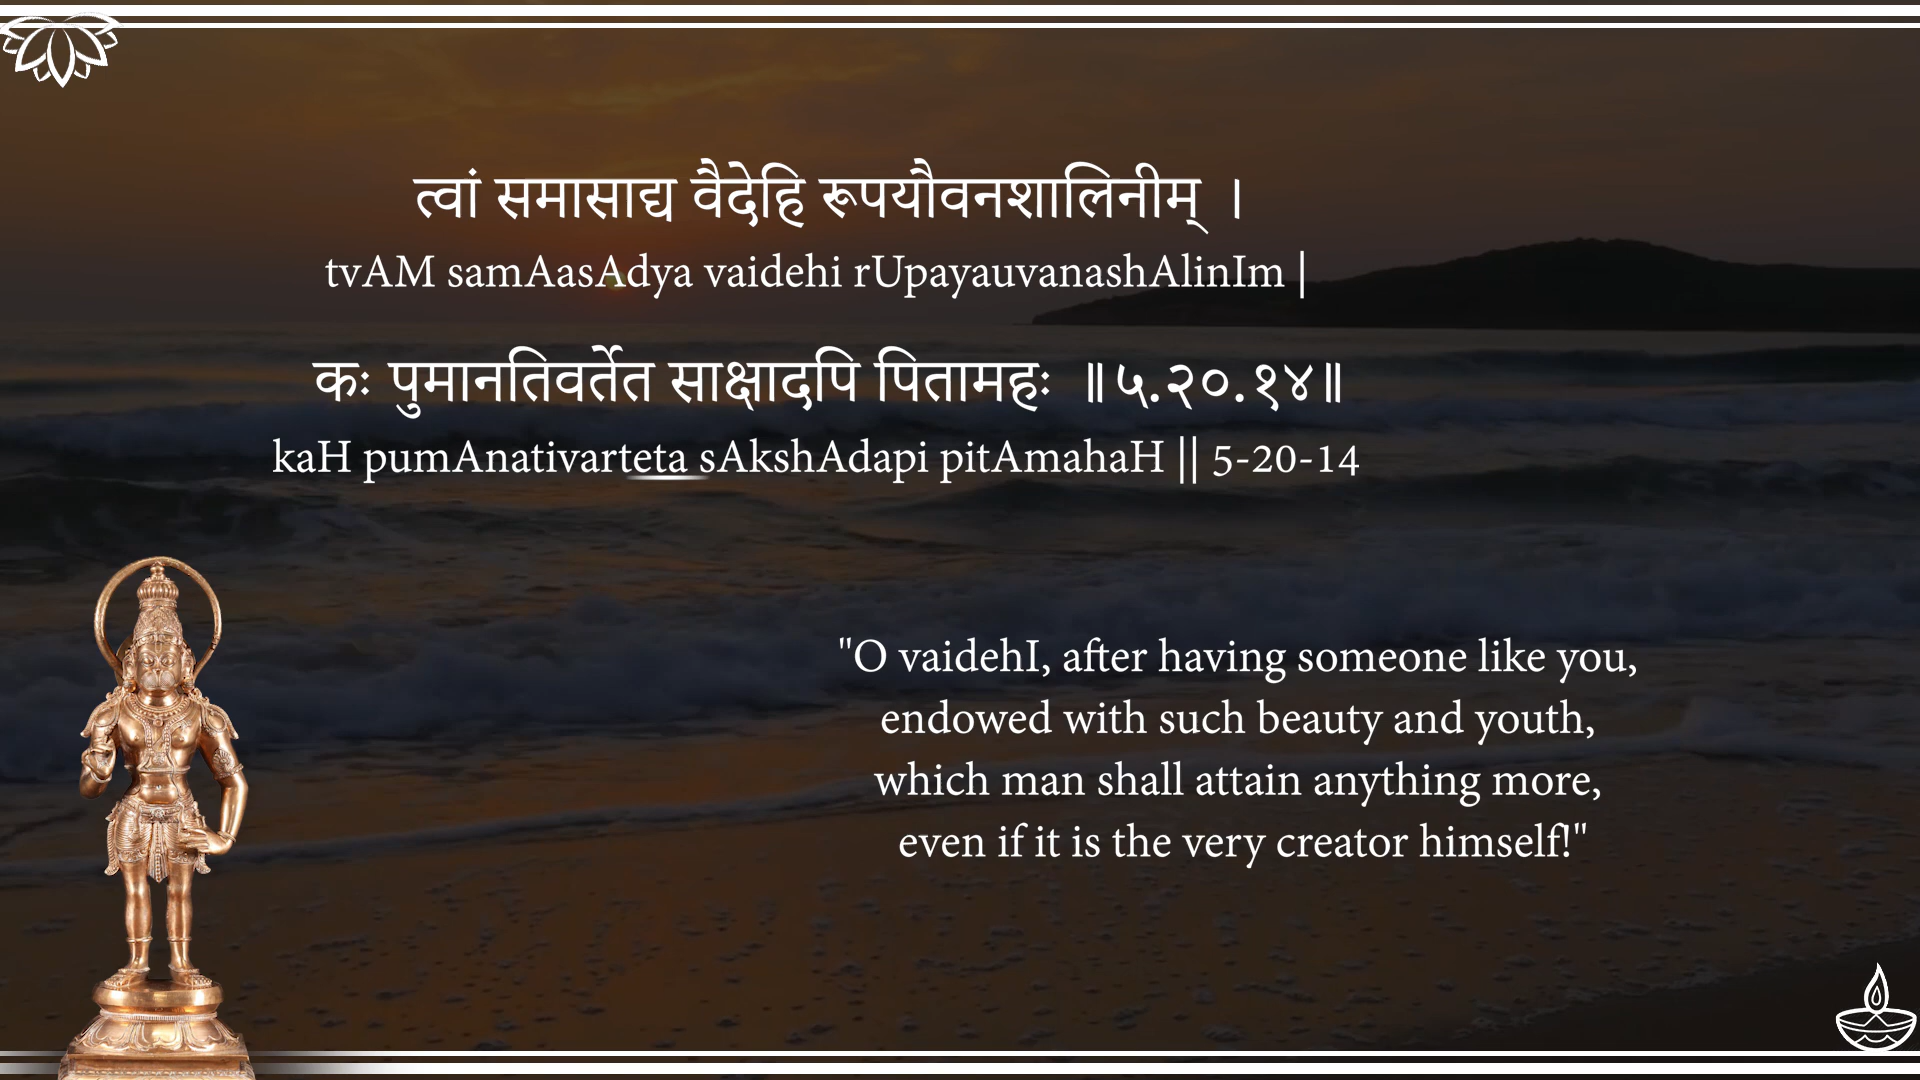 त्वां समासाद्य वैदेहि रूपयौवनशालिनीम् ।
tvAM samAasAdya vaidehi rUpayauvanashAlinIm |
कः पुमानतिवर्तेत साक्षादपि पितामहः ॥५.२०.१४॥
kaH pumAnativarteta sAkshAdapi pitAmahaH || 5-20-14
"O vaidehI, after having someone like you,
endowed with such beauty and youth,
which man shall attain anything more,
even if it is the very creator himself!"